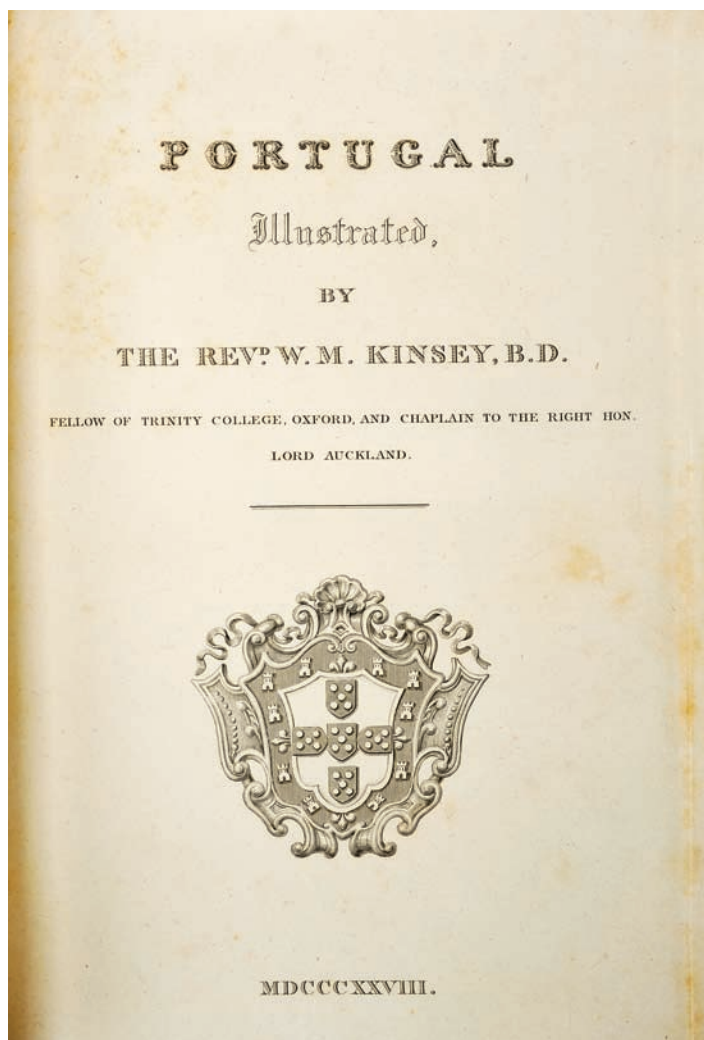 PORTUGAL
Illustrated,
BY
THE REVD. W. M. KINSEY, B.D.
FELLOW OF TRINITY COLLEGE, OXFORD, AND CHAPLAIN TO THE RIGHT HON.
LORD AUCKLAND.
MDCCCXXVIII.